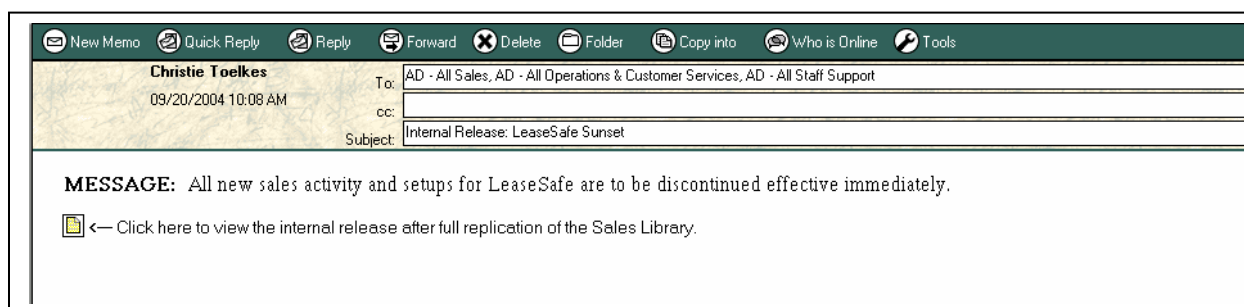 New Memo Quick Reply Reply Forward Delete Folder Copy into Who is Online Tools
Christie Toelkes
09/20/2004 10:08 AM
To: AD - All Sales, AD - All Operations & Customer Services, AD - All Staff Support
cc:
Subject: Internal Release: LeaseSafe Sunset
MESSAGE: All new sales activity and setups for LeaseSafe are to be discontinued effective immediately.
<— Click here to view the internal release after full replication of the Sales Library.